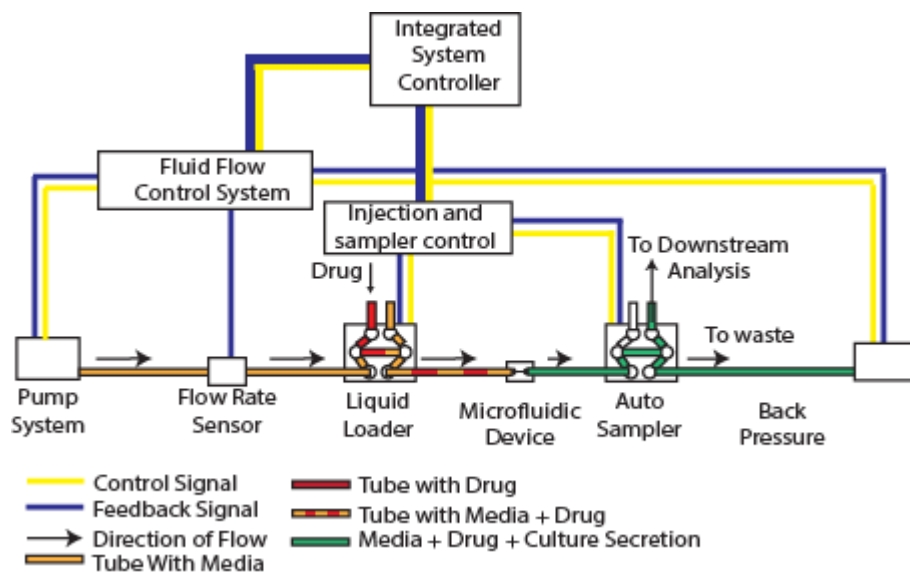 Integrated
System
Controller
Fluid Flow
Control System
Injection and
sampler control
Drug
To Downstream
Analysis
To waste
Pump
System
Flow Rate
Sensor
Liquid
Loader
Microfluidic
Device
Auto
Sampler
Back
Pressure
Control Signal
Feedback Signal
Direction of Flow
Tube With Media
Tube with Drug
Tube with Media + Drug
Media + Drug + Culture Secretion